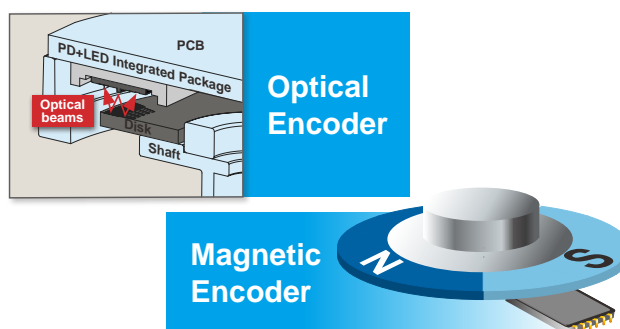 PCB
PD+LED Integrated Package
Optical
beams
Disk
Shaft
Optical
Encoder
Magnetic
Encoder
N
S